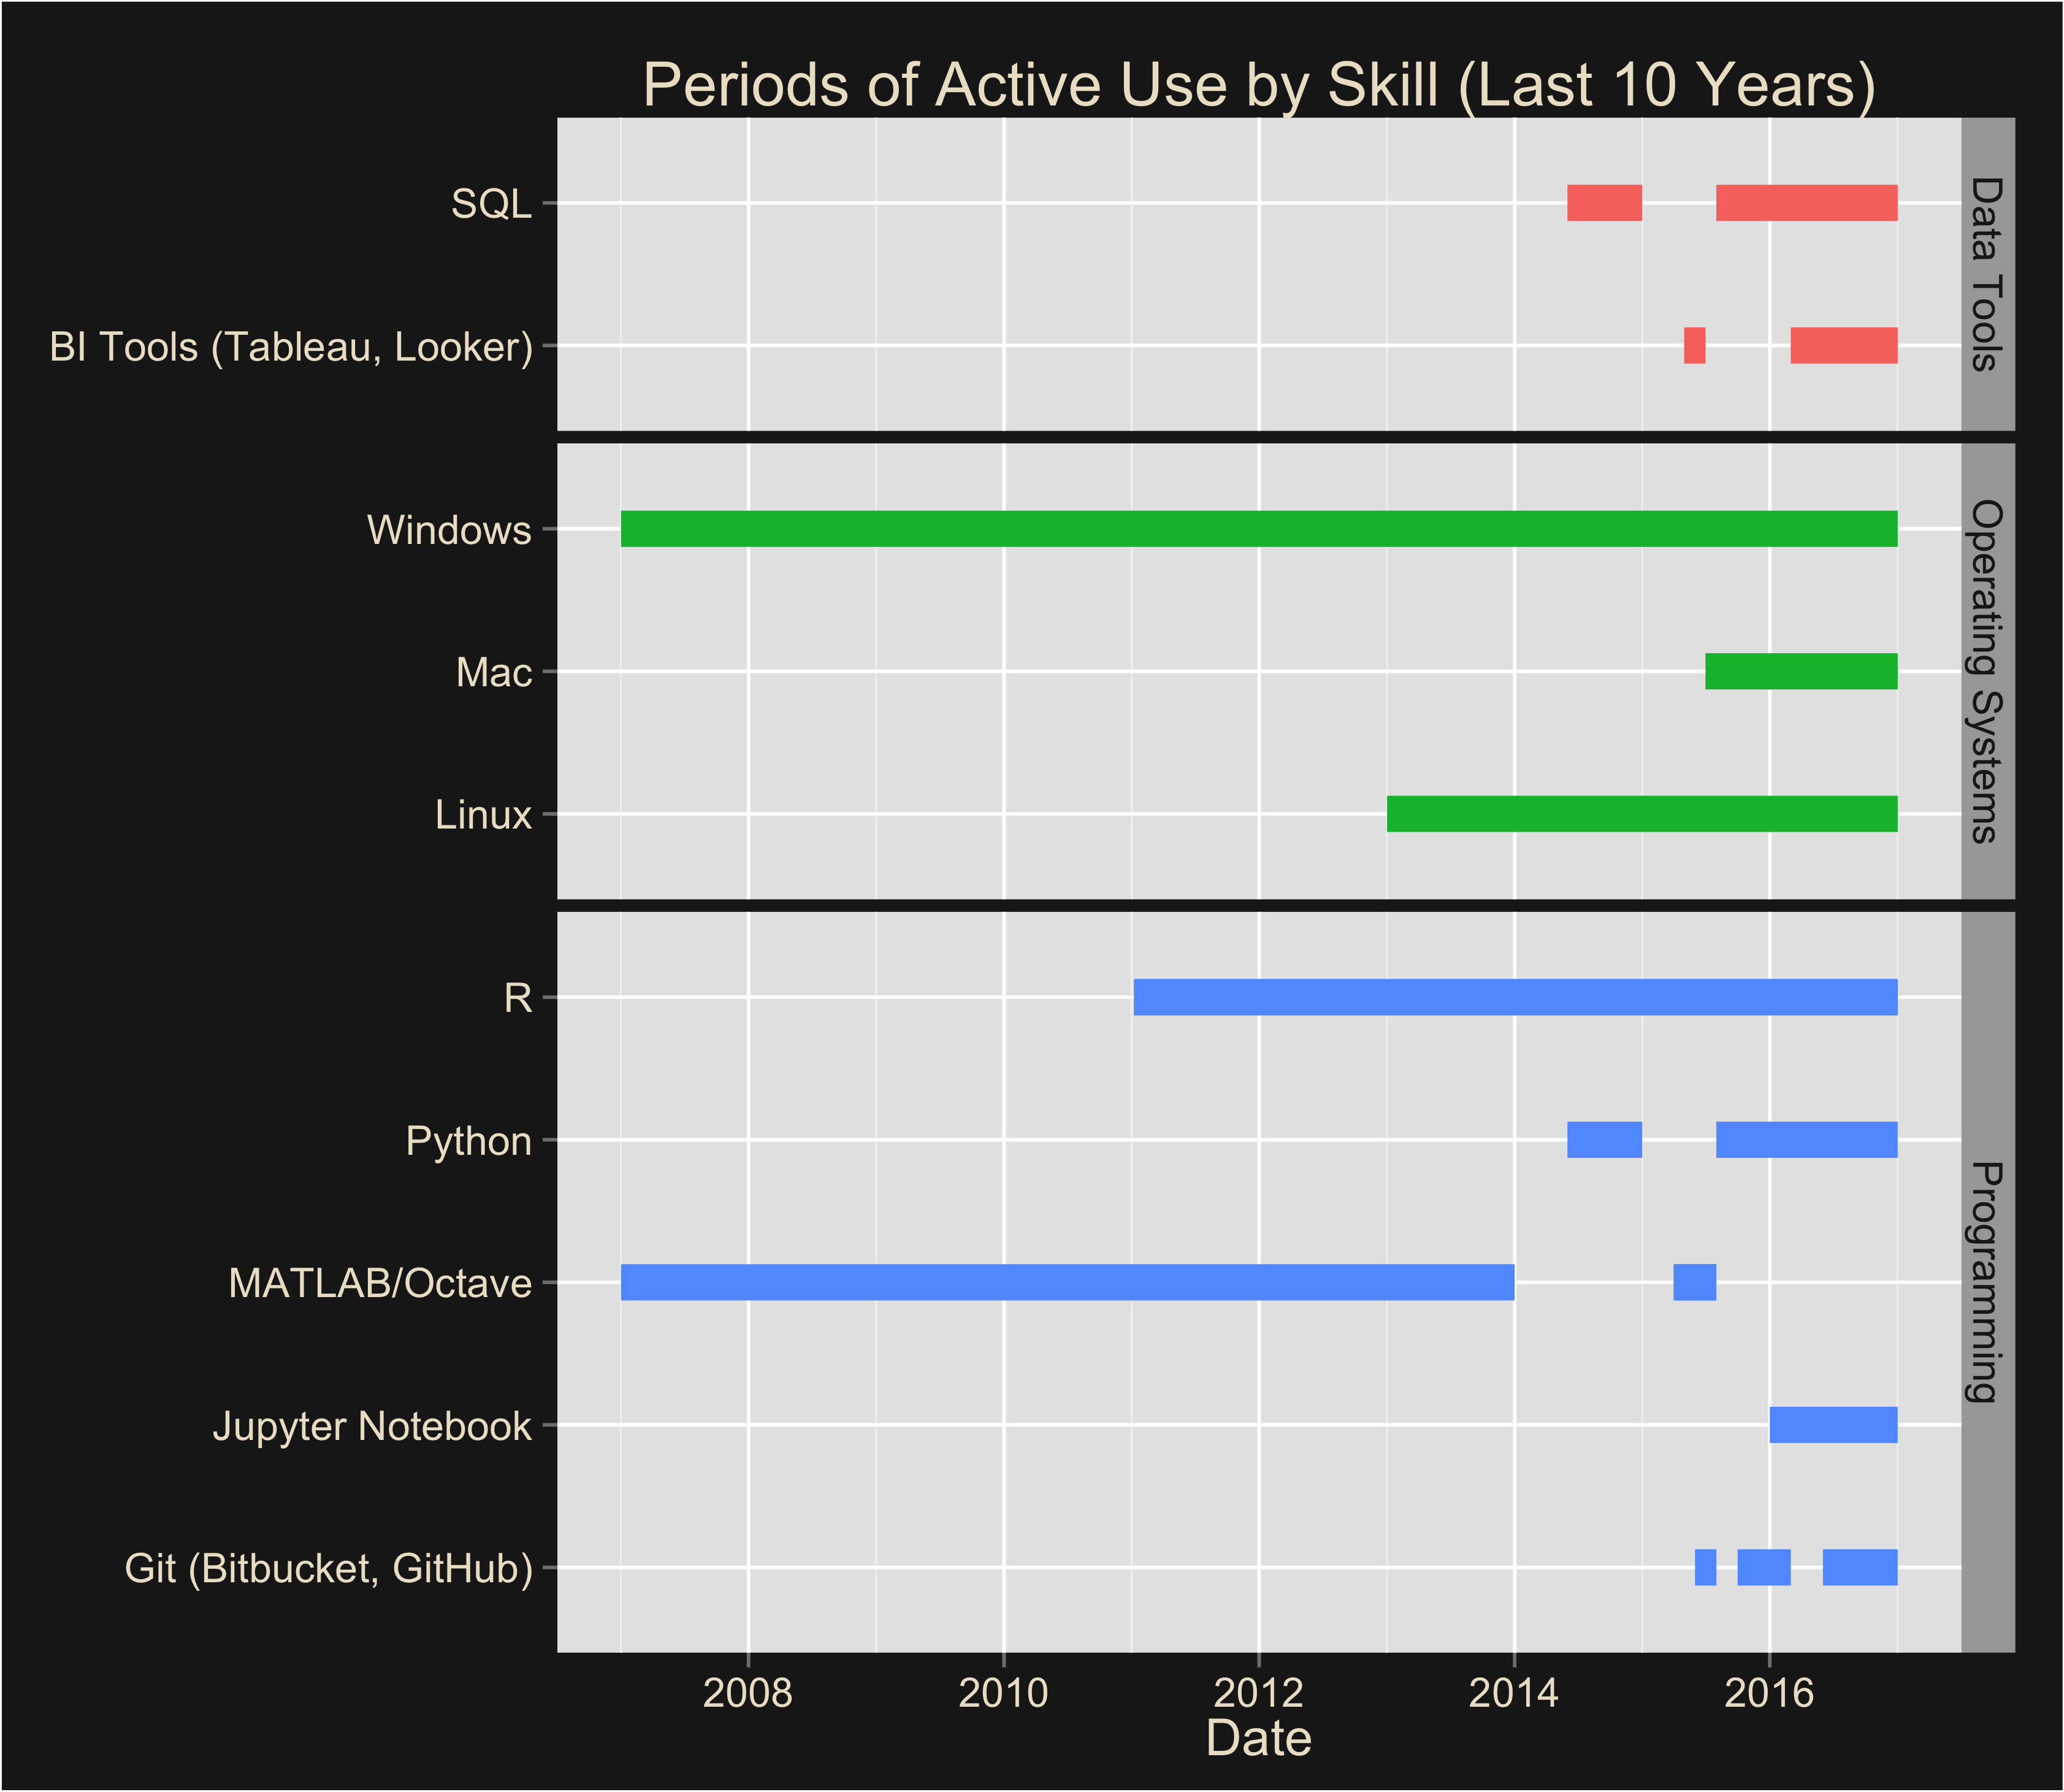 Periods of Active Use by Skill (Last 10 Years)
SQL
BI Tools (Tableau, Looker)
Data Tools
Windows
Mac
Linux
Operating Systems
R
Python
MATLAB/Octave
Jupyter Notebook
Git (Bitbucket, GitHub)
Programming
2008 2010 2012 2014 2016
Date